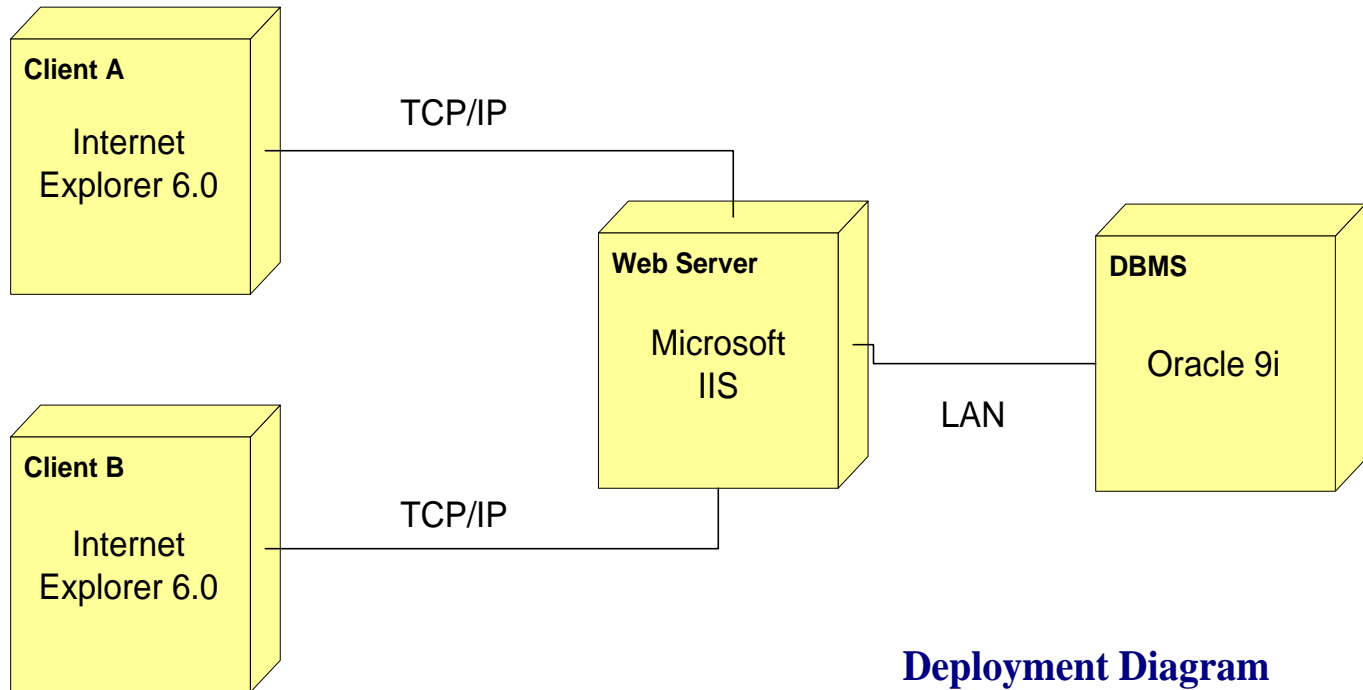 Client A
Internet
Explorer 6.0
TCP/IP
Web Server
Microsoft
IIS
DBMS
Oracle 9i
LAN
Client B
Internet
Explorer 6.0
TCP/IP
Deployment Diagram